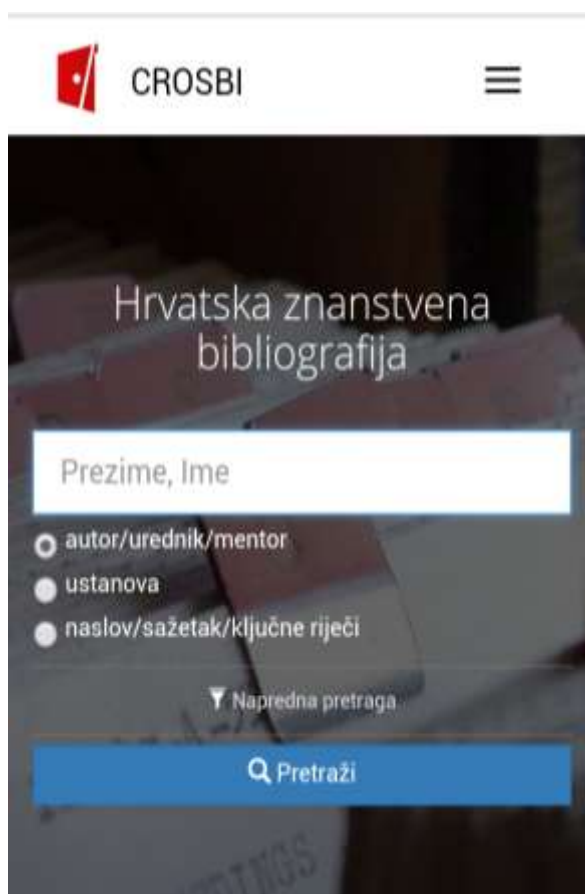 CROSBI
Hrvatska znanstvena
bibliografija
Prezime, Ime
autor/urednik/mentor
ustanova
naslov/sažetak/ključne riječi
Napredna pretraga
Pretraži